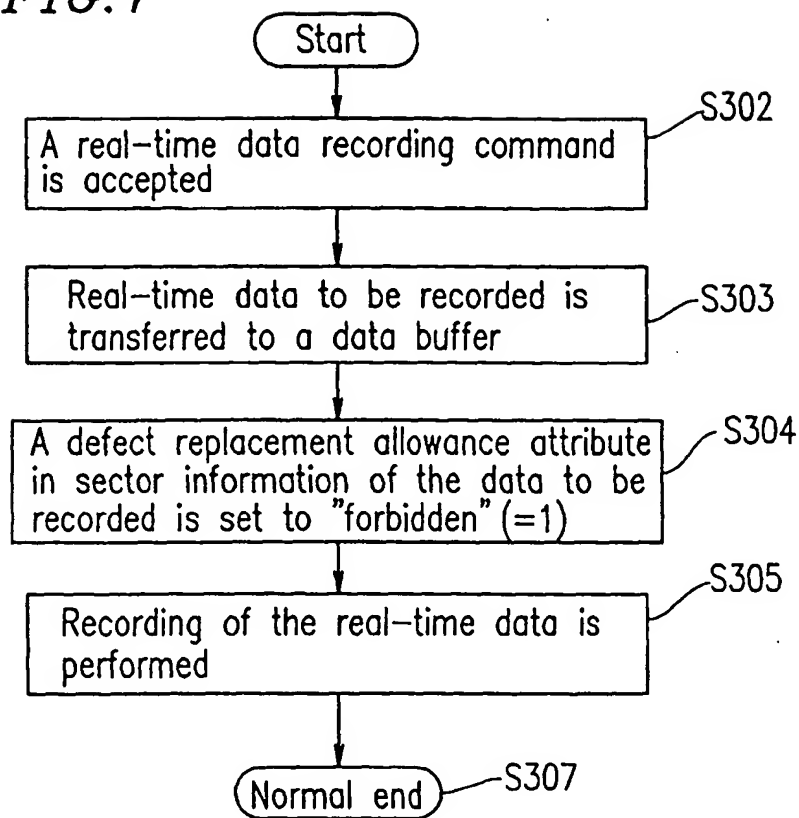 FIG. 7
Start
S302
A real-time data recording command
is accepted
S303
Real-time data to be recorded is
transferred to a data buffer
S304
A defect replacement allowance attribute
in sector information of the data to be
recorded is set to "forbidden" (=1)
S305
Recording of the real-time data is
performed
Normal end
S307